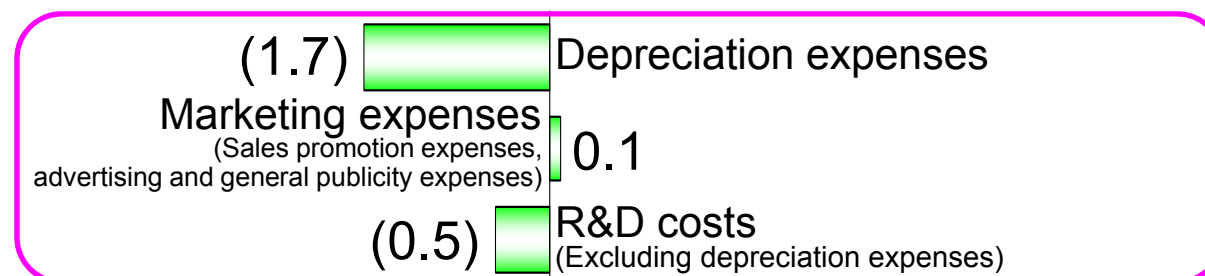 (1.7) Depreciation expenses
Marketing expenses
(Sales promotion expenses,
advertising and general publicity expenses)
0.1
(0.5) R&D costs
(Excluding depreciation expenses)